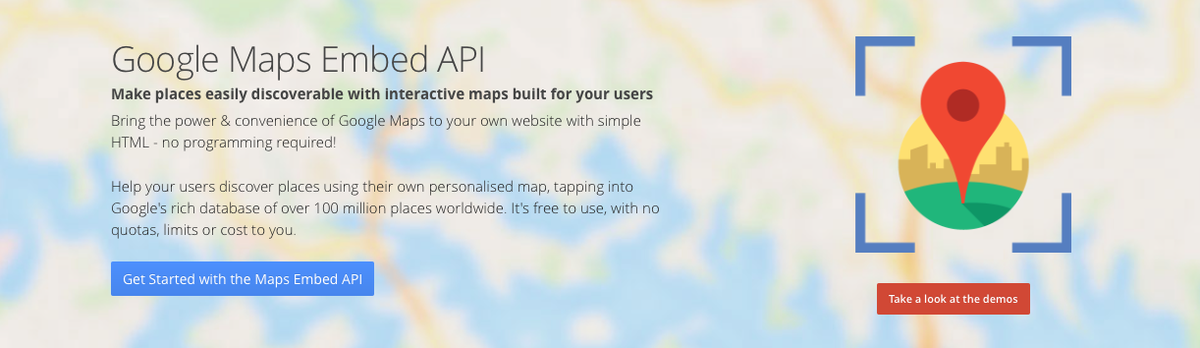 Google Maps Embed API
Make places easily discoverable with interactive maps built for your users
Bring the power & convenience of Google Maps to your own website with simple
HTML - no programming required!
Help your users discover places using their own personalised map, tapping into
Google's rich database of over 100 million places worldwide. It's free to use, with no
quotas, limits or cost to you.
Get Started with the Maps Embed API
Take a look at the demos